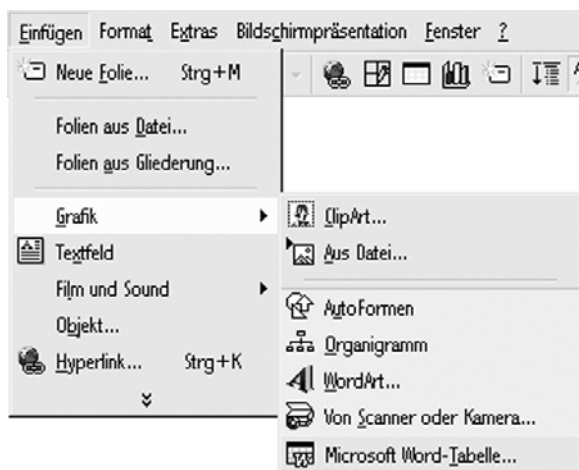 Einfügen Format Extras Bildschirmpräsentation Fenster ?
Neue Folie... Strg+M
Folien aus Datei...
Folien aus Gliederung...
Grafik
Textfeld
Film und Sound
Objekt...
Hyperlink... Strg+K
ClipArt...
Aus Datei...
AutoFormen
Organigramm
WordArt...
Von Scanner oder Kamera...
Microsoft Word-Tabelle...